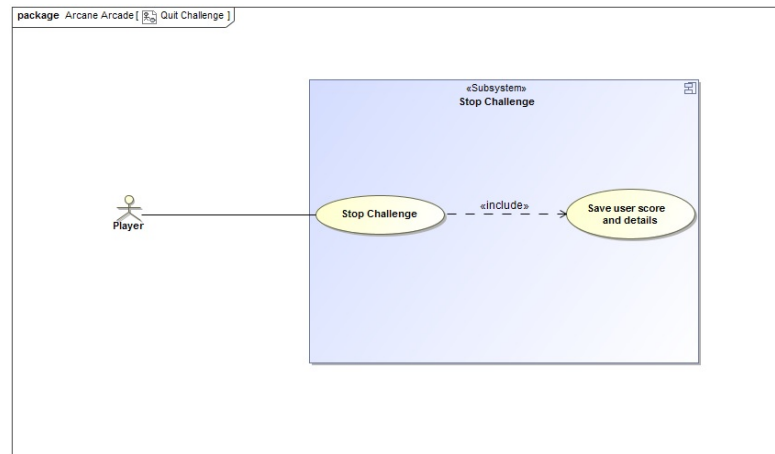 package Arcane Arcade [ Quit Challenge ]
«Subsystem»
Stop Challenge
Player
Stop Challenge
«include»
Save user score
and details